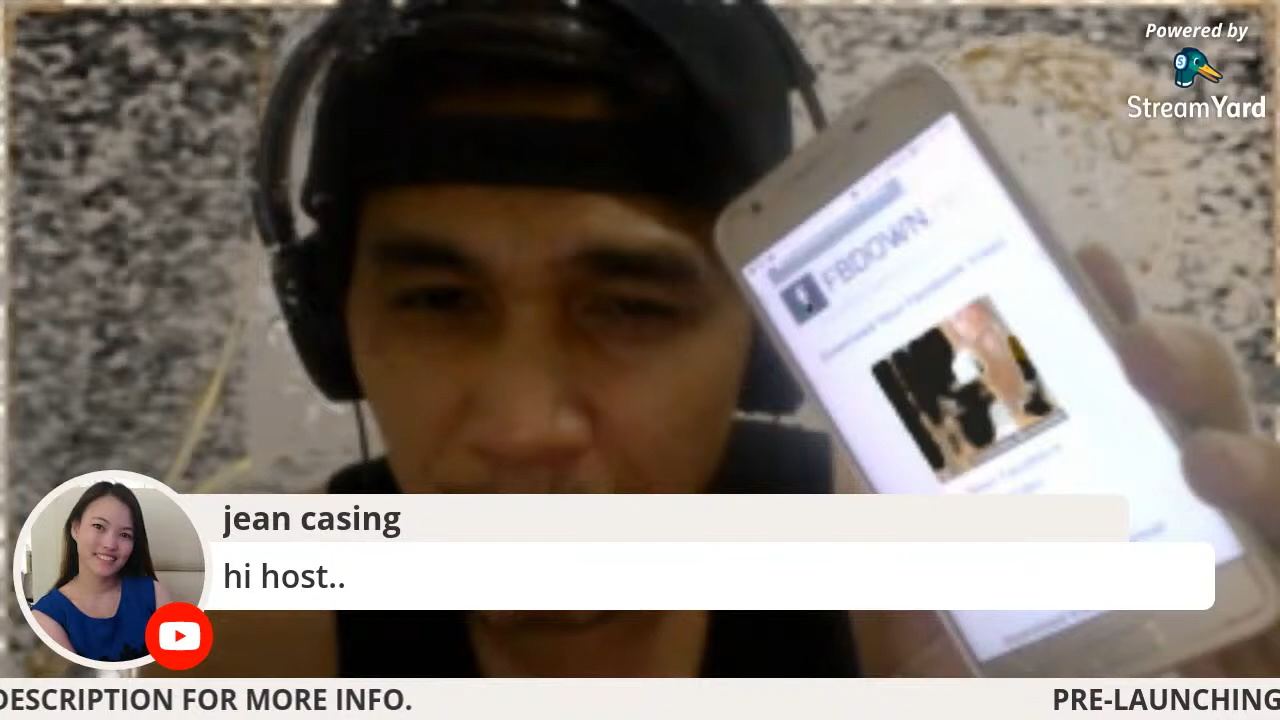 Powered by
StreamYard
FBDOWN
jean casing
hi host..
DESCRIPTION FOR MORE INFO.
PRE-LAUNCHING